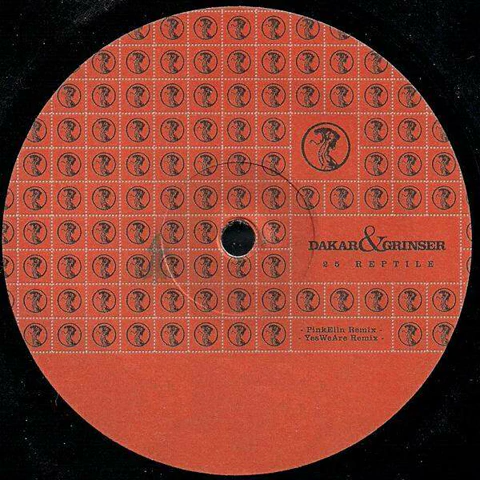 DAKAR&GRINSER
25 REPTILE
- PinkElln Remix -
- YesWeAre Remix -